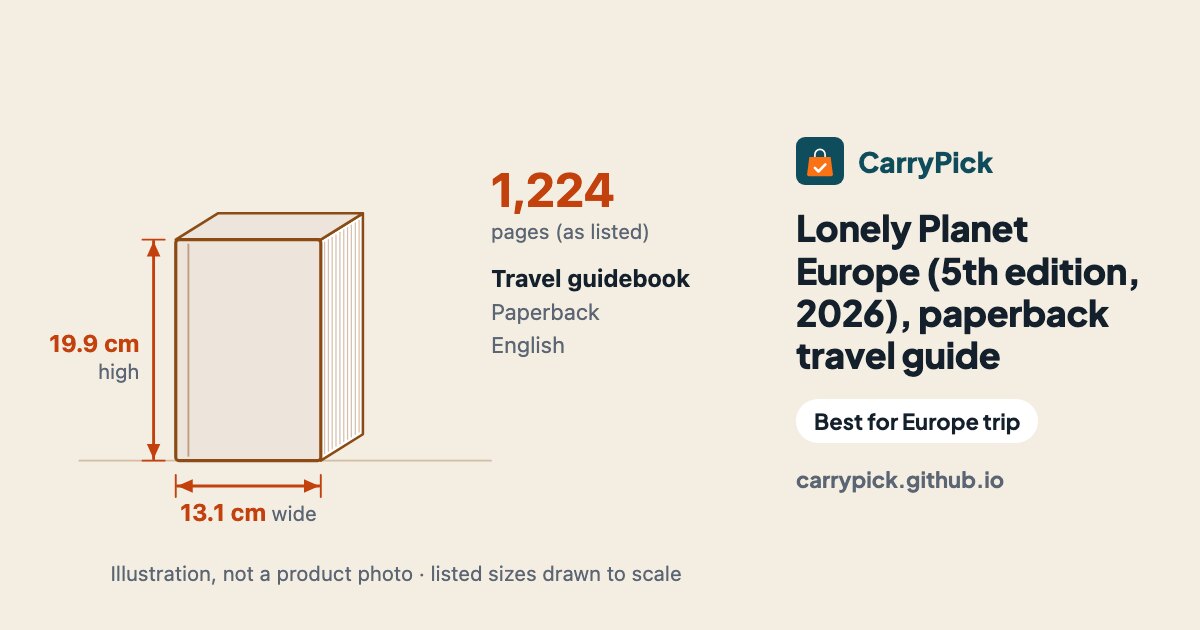 19.9 cm
high
13.1 cm wide
1,224
pages (as listed)
Travel guidebook
Paperback
English
Illustration, not a product photo · listed sizes drawn to scale
CarryPick
Lonely Planet
Europe (5th edition,
2026), paperback
travel guide
Best for Europe trip
carrypick.github.io